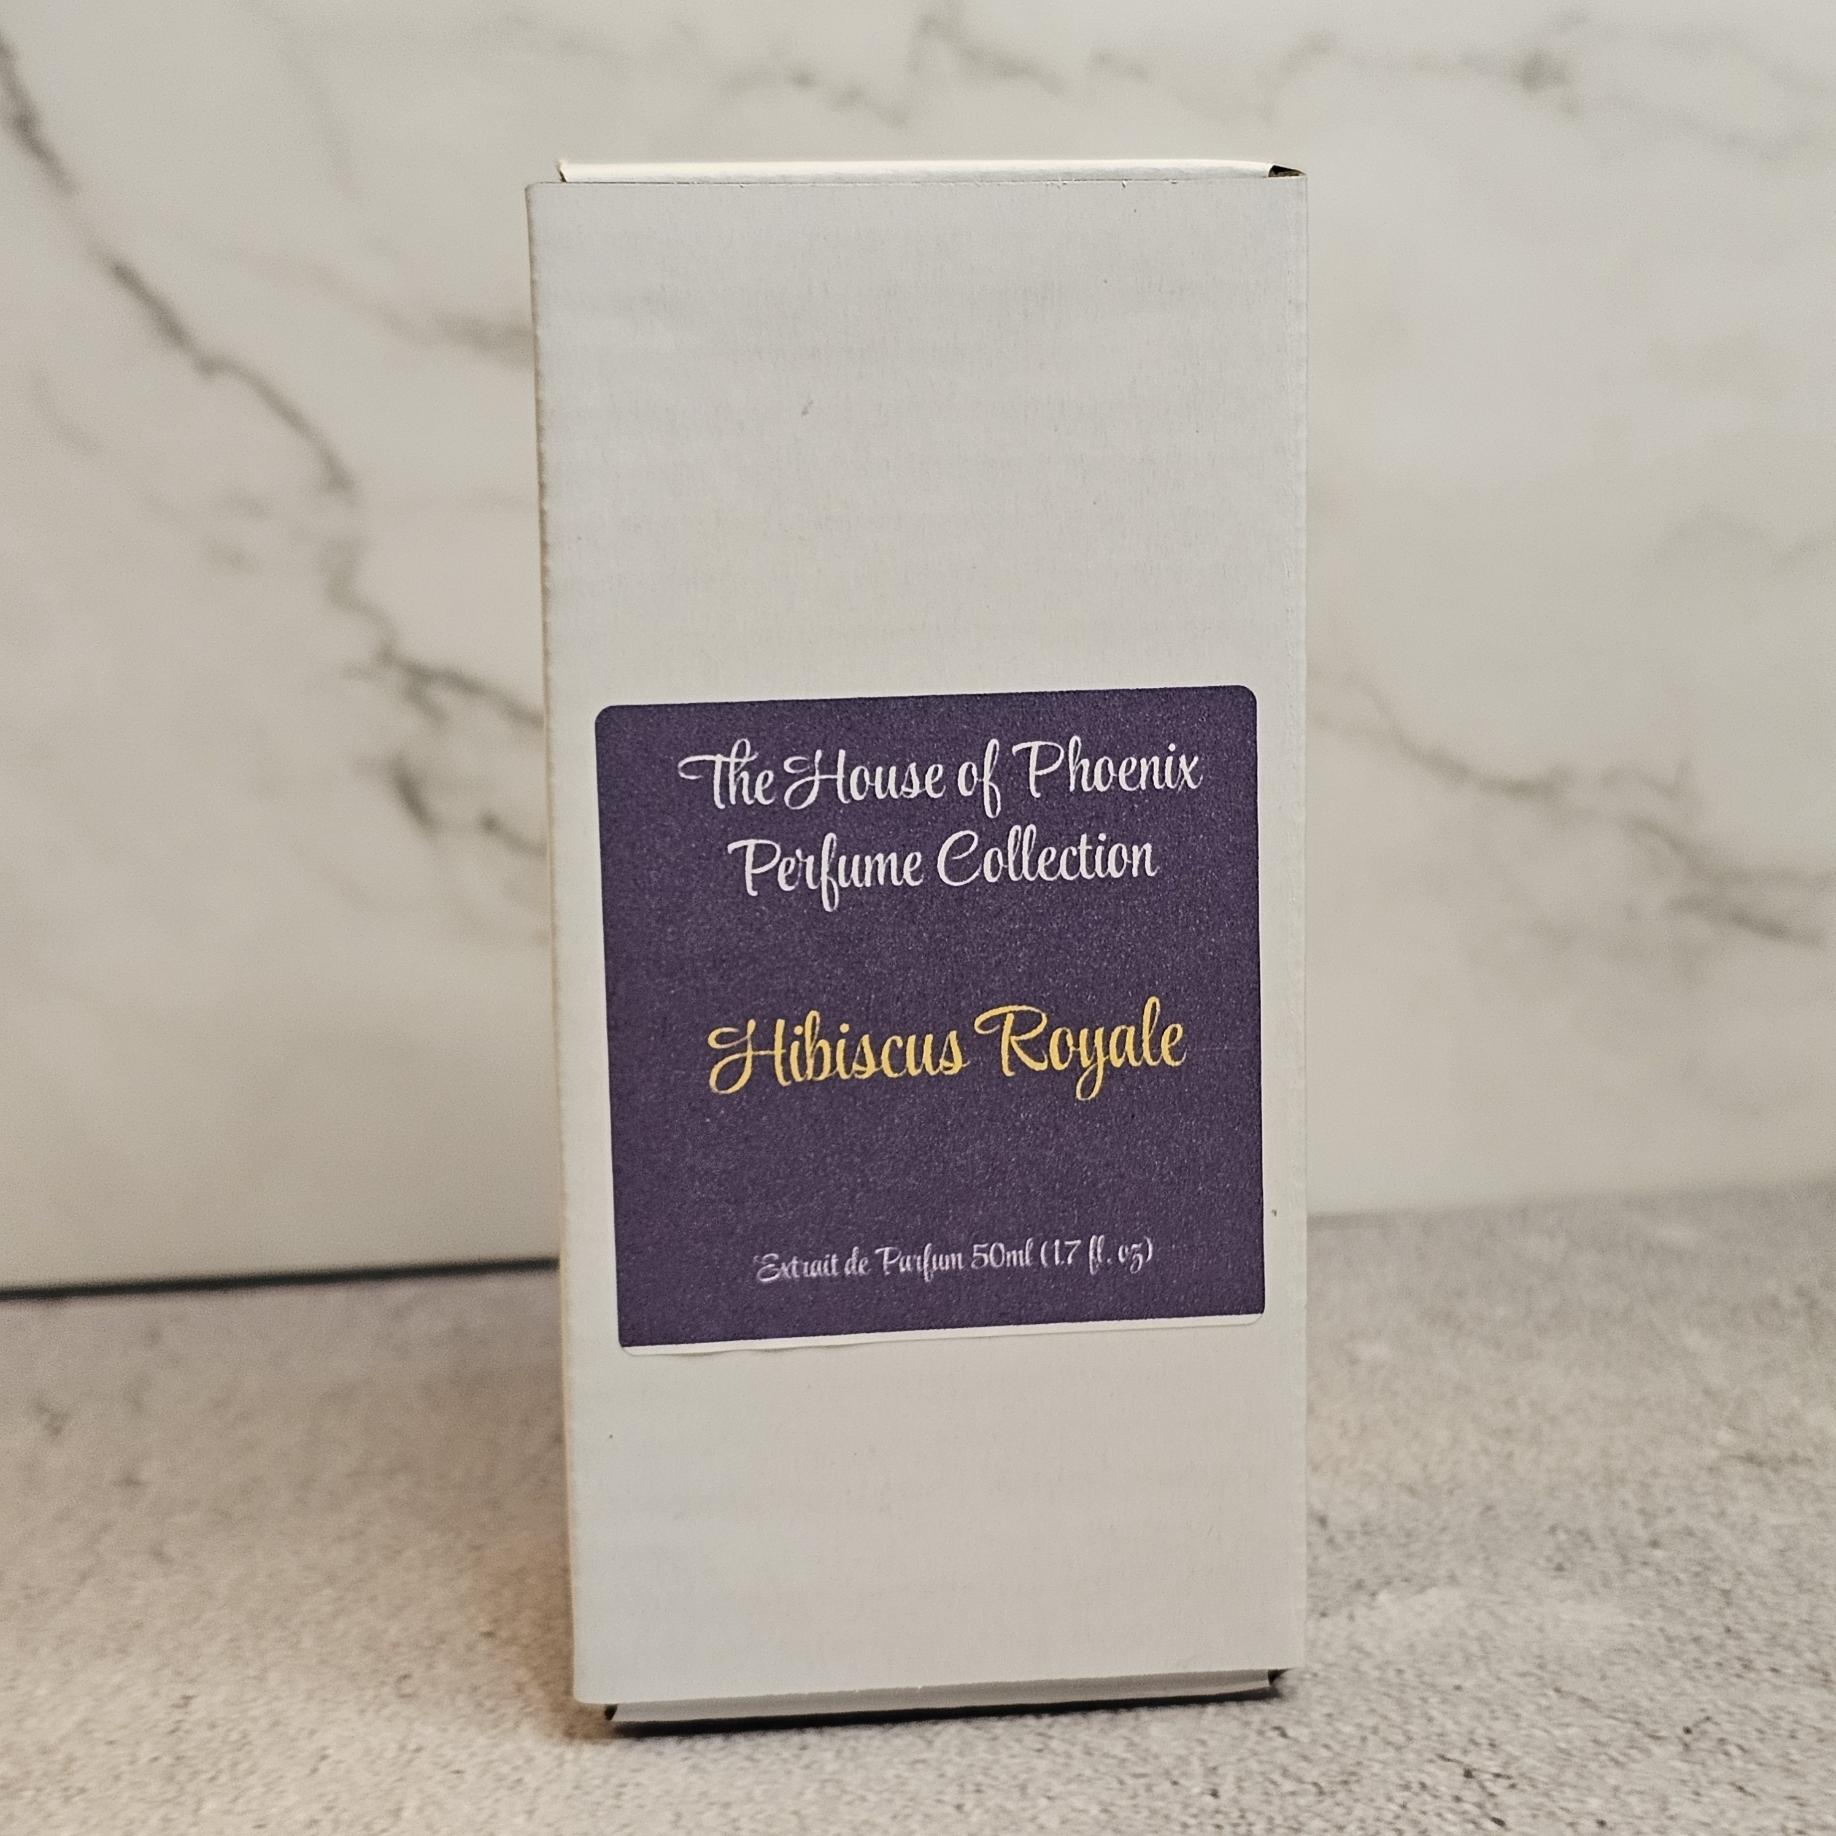 The House of Phoenix
Perfume Collection
Hibiscus Royale
Extrait de Parfum 50ml (1.7 fl. oz)